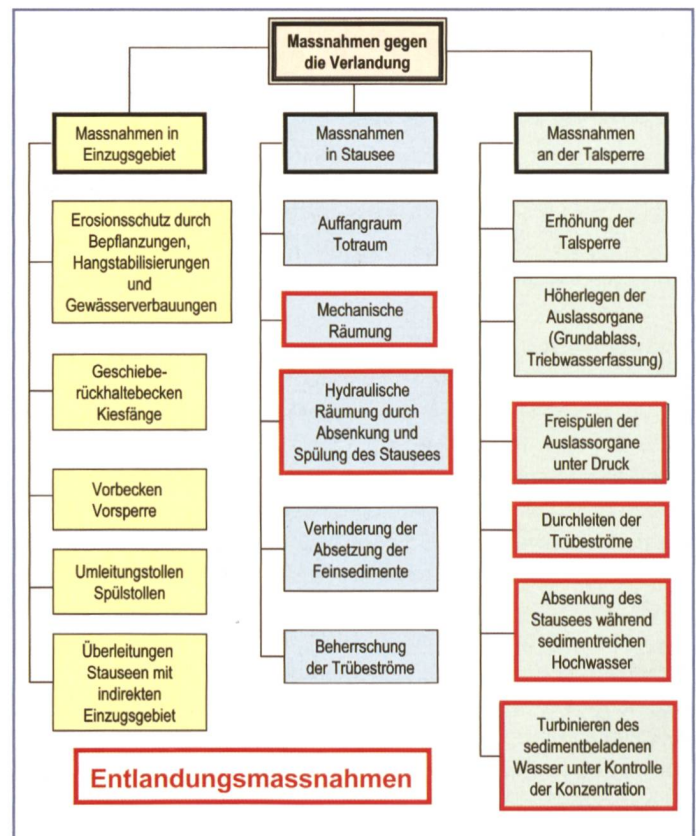 Massnahmen gegen
die Verlandung
Massnahmen in
Einzugsgebiet
Erosionsschutz durch
Bepflanzungen,
Hangstabilisierungen
und
Gewässerverbauungen
Geschiebe-
rückhaltebecken
Kiesfänge
Vorbecken
Vorsperre
Umleitungstollen
Spülstollen
Überleitungen
Stauseen mit
indirekten
Einzugsgebiet
Massnahmen
in Stausee
Auffangraum
Totraum
Mechanische
Räumung
Hydraulische
Räumung durch
Absenkung und
Spülung des Stausees
Verhinderung der
Absetzung der
Feinsedimente
Beherrschung
der Trübeströme
Massnahmen
an der Talsperre
Erhöhung der
Talsperre
Höherlegen der
Auslassorgane
(Grundablass,
Triebwasserfassung)
Freispülen der
Auslassorgane
unter Druck
Durchleiten der
Trübeströme
Absenkung des
Stausees während
sedimentreichen
Hochwasser
Turbinieren des
sedimentbeladenen
Wasser unter Kontrolle
der Konzentration
Entlandungsmassnahmen